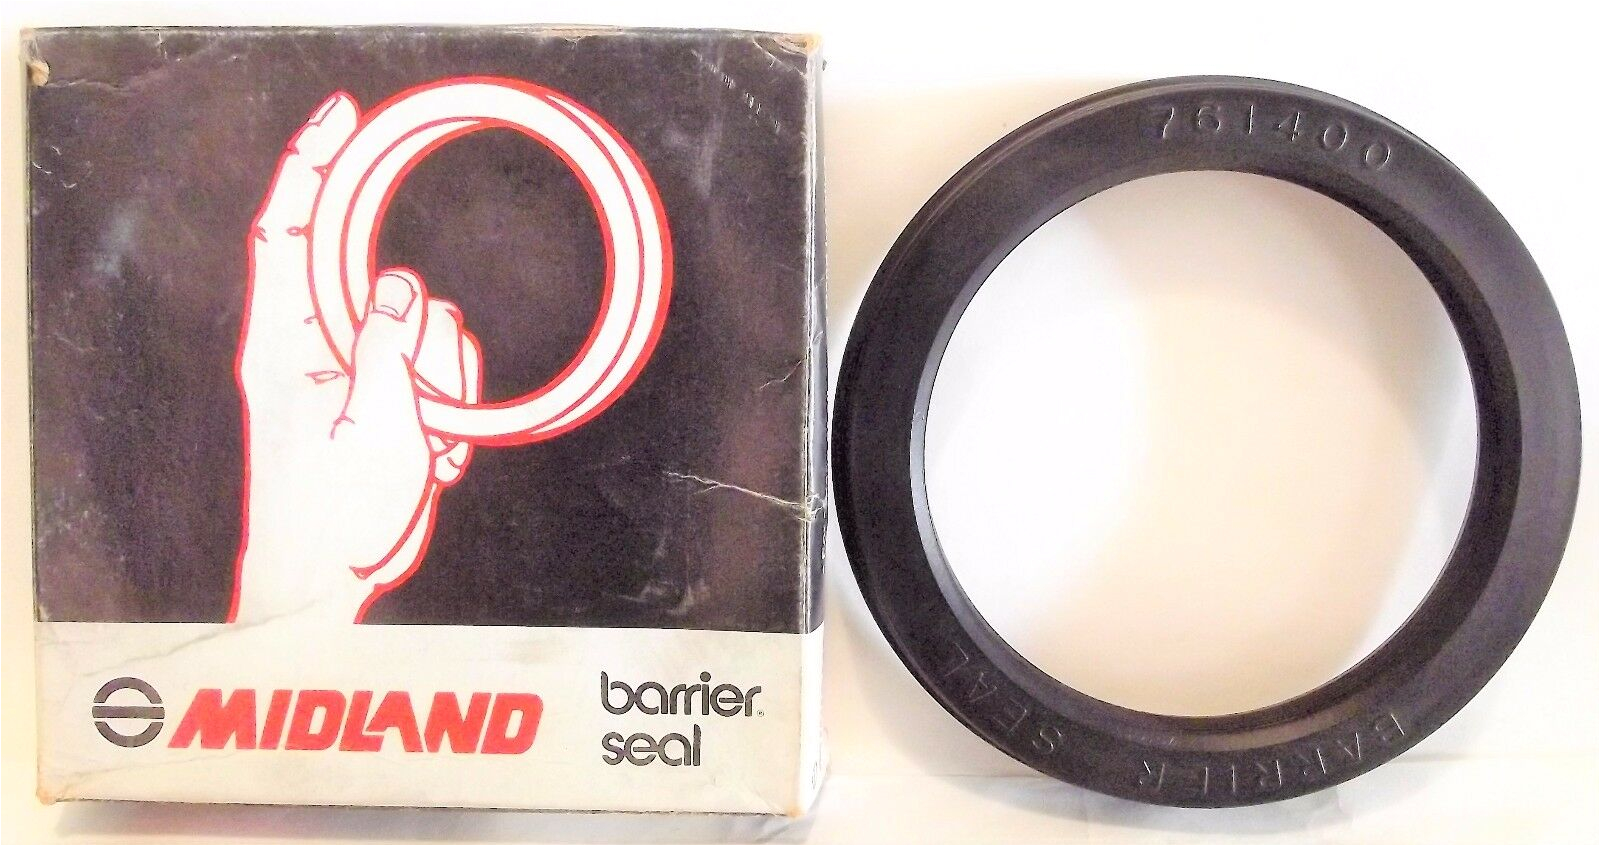 MIDLAND
barrier®
seal
761400
BARRIER SEAL